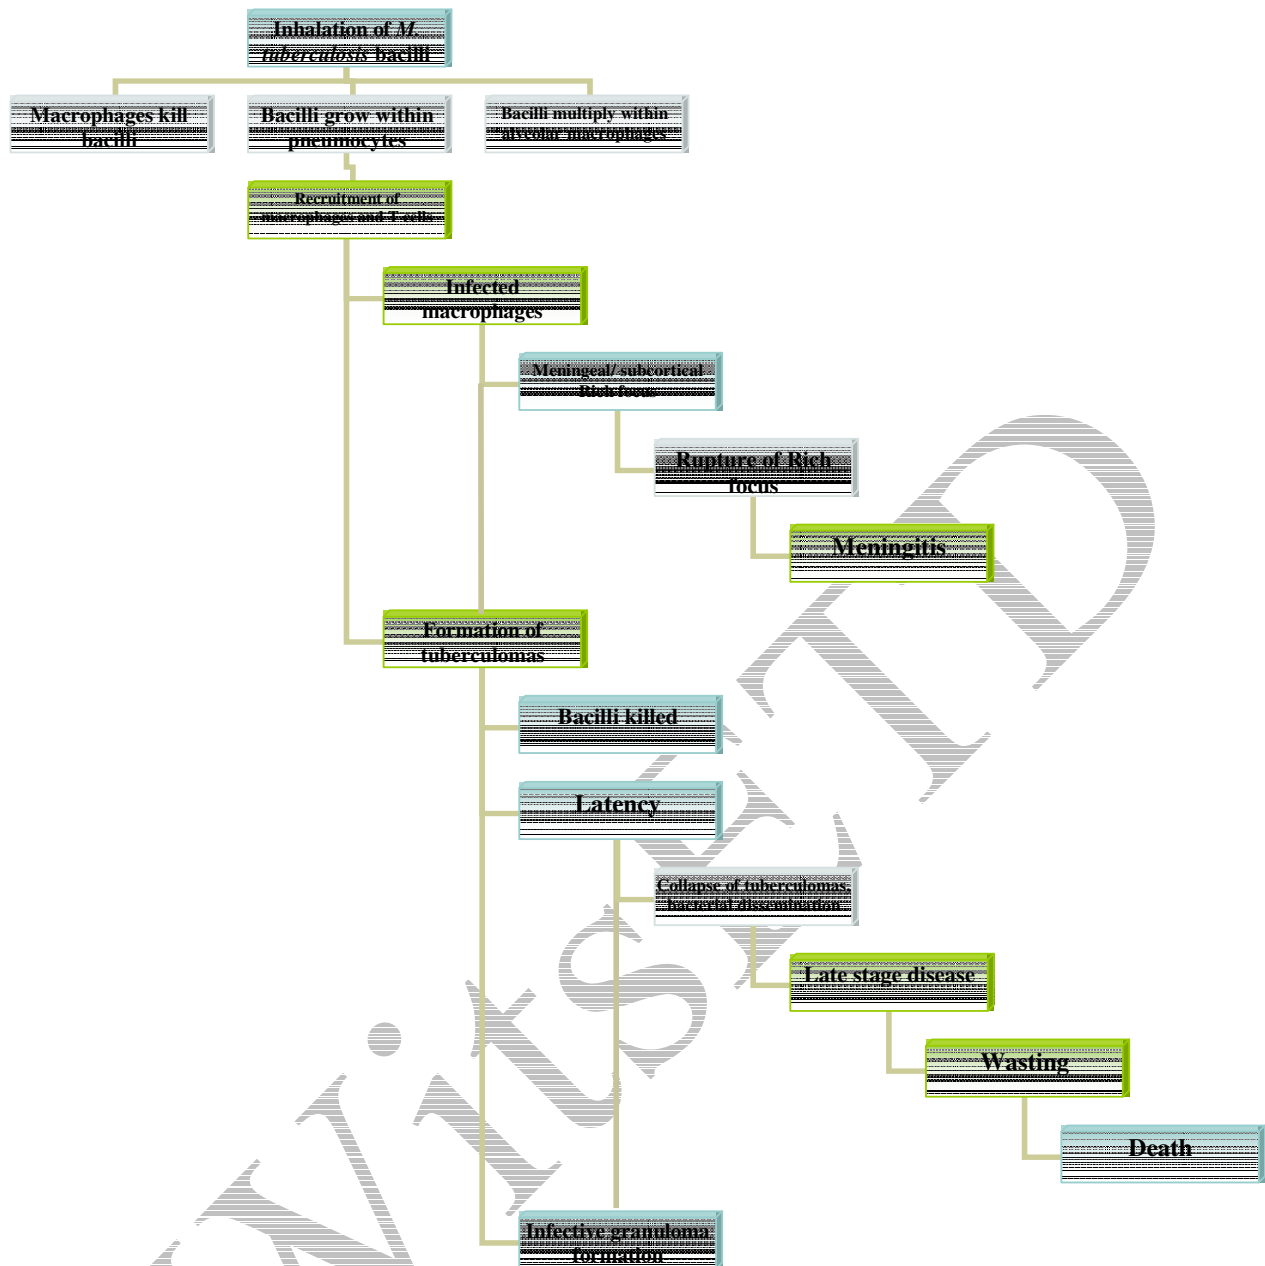 Inhalation of M.
tuberculosis bacilli
Macrophages kill
bacilli
Bacilli grow within
pneumocytes
Bacilli multiply within
alveolar macrophages
Recruitment of
macrophages and T cells
Infected
macrophages
Meningeal/ subcortical
Rich focus
Rupture of Rich
focus
Meningitis
Formation of
tuberculomas
Bacilli killed
Latency
Collapse of tuberculomas,
bacterial dissemination
Late stage disease
Wasting
Death
Infective granuloma
formation
WitsETD